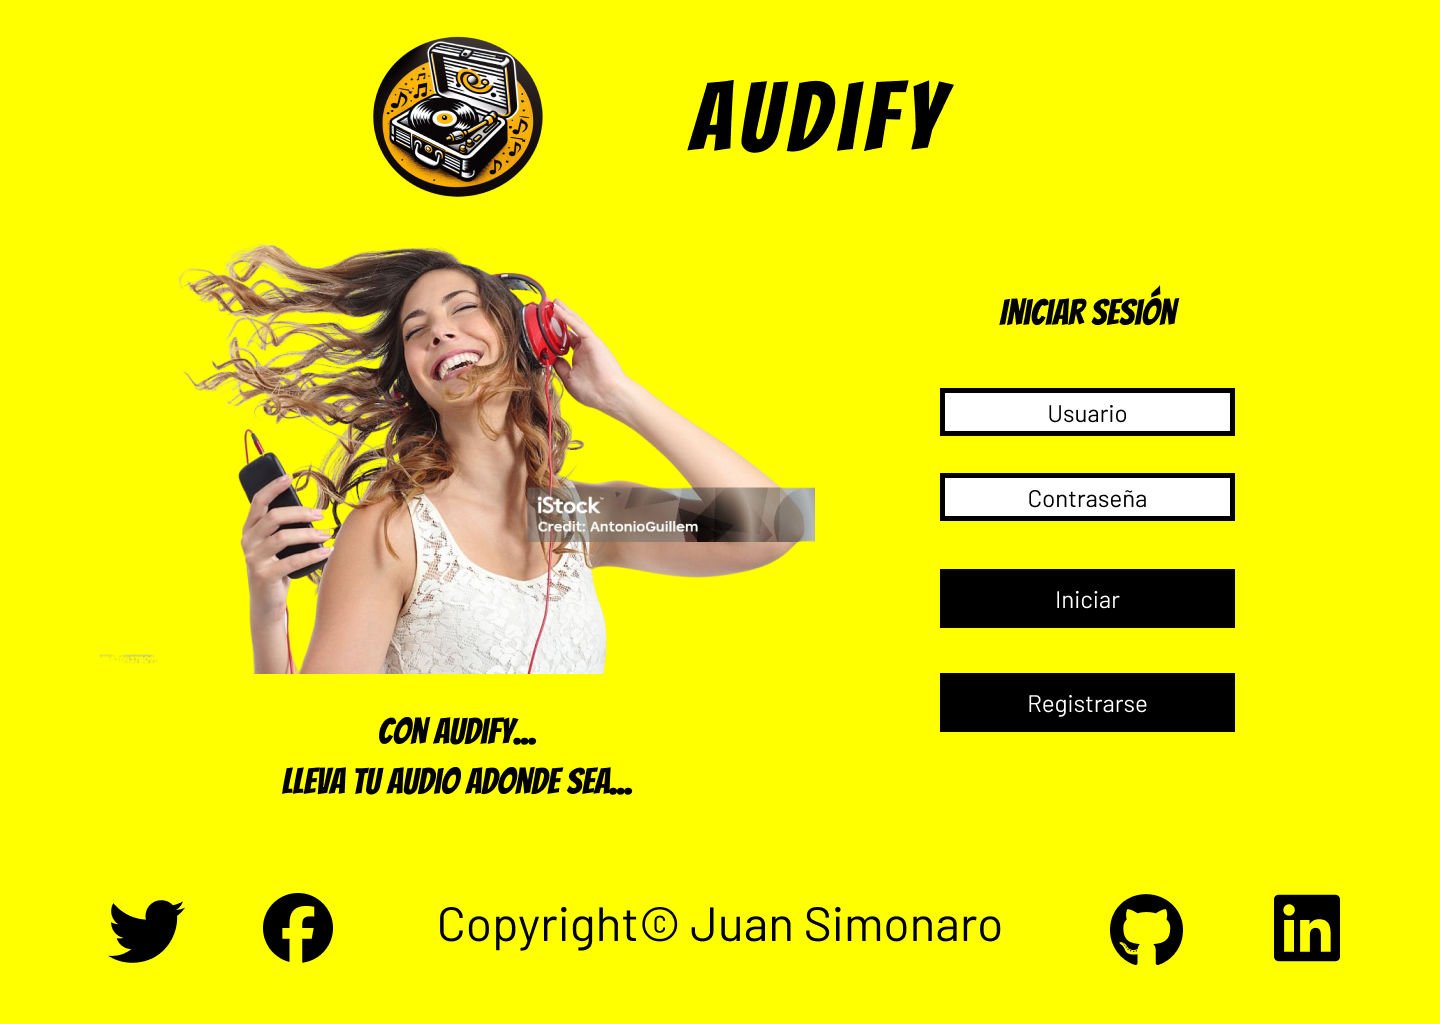 AUDIFY
INICIAR SESIÓN
Usuario
Contraseña
iStock
Credit: AntonioGuillem
Iniciar
Registrarse
CON AUDIFY...
LLEVA TU AUDIO ADONDE SEA...
Copyright© Juan Simonaro
in